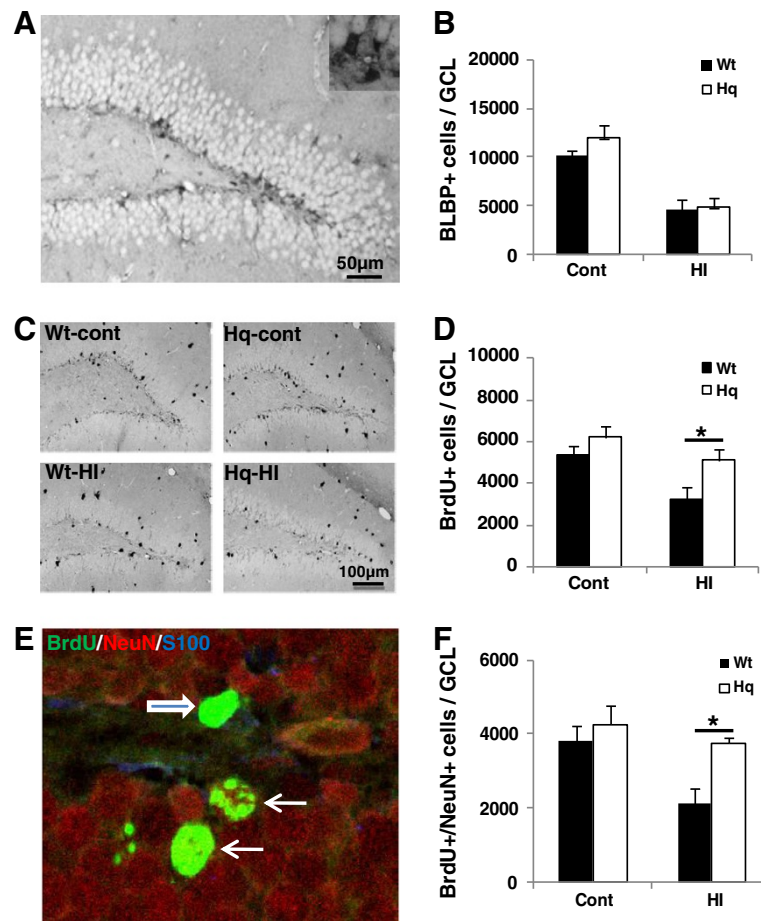 A
50µm
B
BLBP+ cells / GCL
20000
15000
10000
5000
0
Wt
Hq
Cont
HI
C
Wt-cont
Hq-cont
Wt-HI
Hq-HI
100µm
D
BrdU+ cells / GCL
10000
8000
6000
4000
2000
0
Wt
Hq
*
Cont
HI
E
BrdU/NeuN/S100
F
BrdU+/NeuN+ cells / GCL
6000
4000
2000
0
Wt
Hq
*
Cont
HI